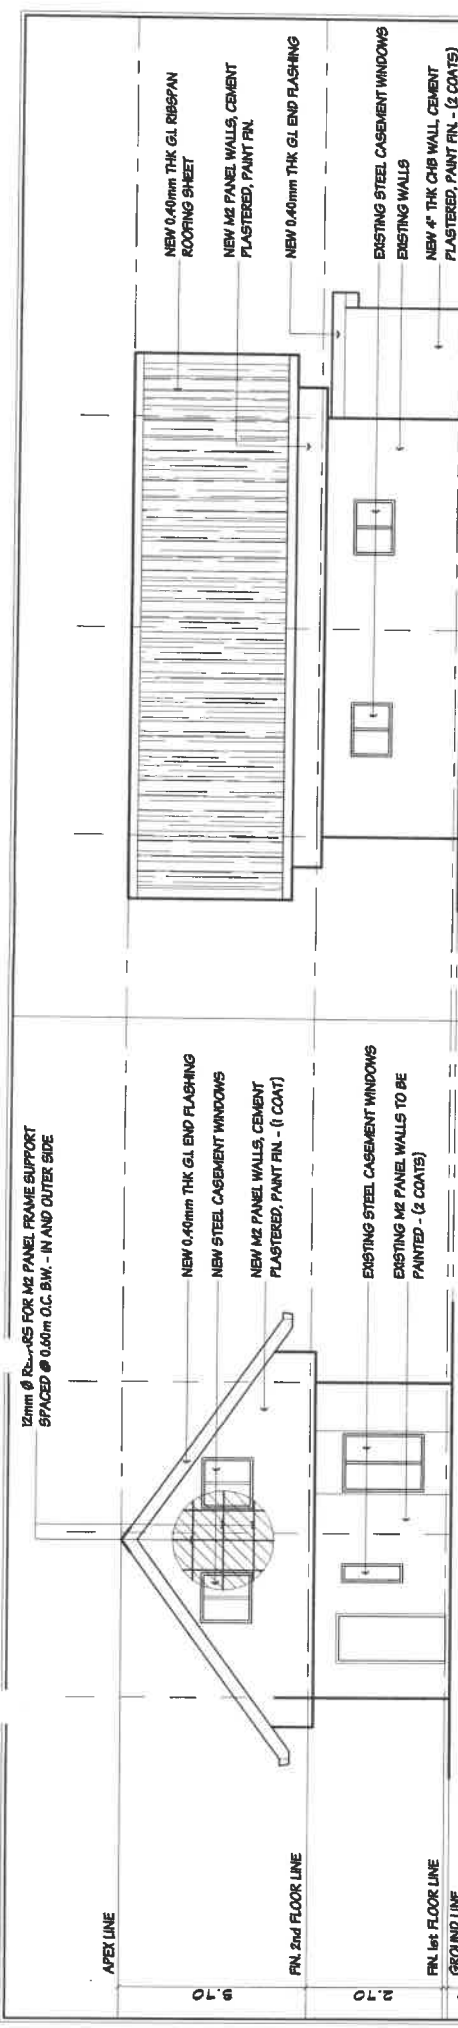 12mm Ø REBARS FOR M2 PANEL FRAME SUPPORT
SPACED @ 0.60m O.C. B.W. - IN AND OUTER SIDE
APEX LINE
NEW 0.40mm THK G.I. END FLASHING
NEW STEEL CASEMENT WINDOWS
NEW M2 PANEL WALLS, CEMENT
PLASTERED, PAINT FIN. - (1 COAT)
FIN. 2nd FLOOR LINE
EXISTING STEEL CASEMENT WINDOWS
EXISTING M2 PANEL WALLS TO BE
PAINTED - (2 COATS)
2.70
FIN. 1st FLOOR LINE
GROUND LINE
NEW 0.40mm THK G.I. RIBSPAN
ROOFING SHEET
NEW M2 PANEL WALLS, CEMENT
PLASTERED, PAINT FIN.
NEW 0.40mm THK G.I. END FLASHING
EXISTING STEEL CASEMENT WINDOWS
EXISTING WALLS
NEW 4" THK CHB WALL, CEMENT
PLASTERED, PAINT FIN. - (2 COATS)